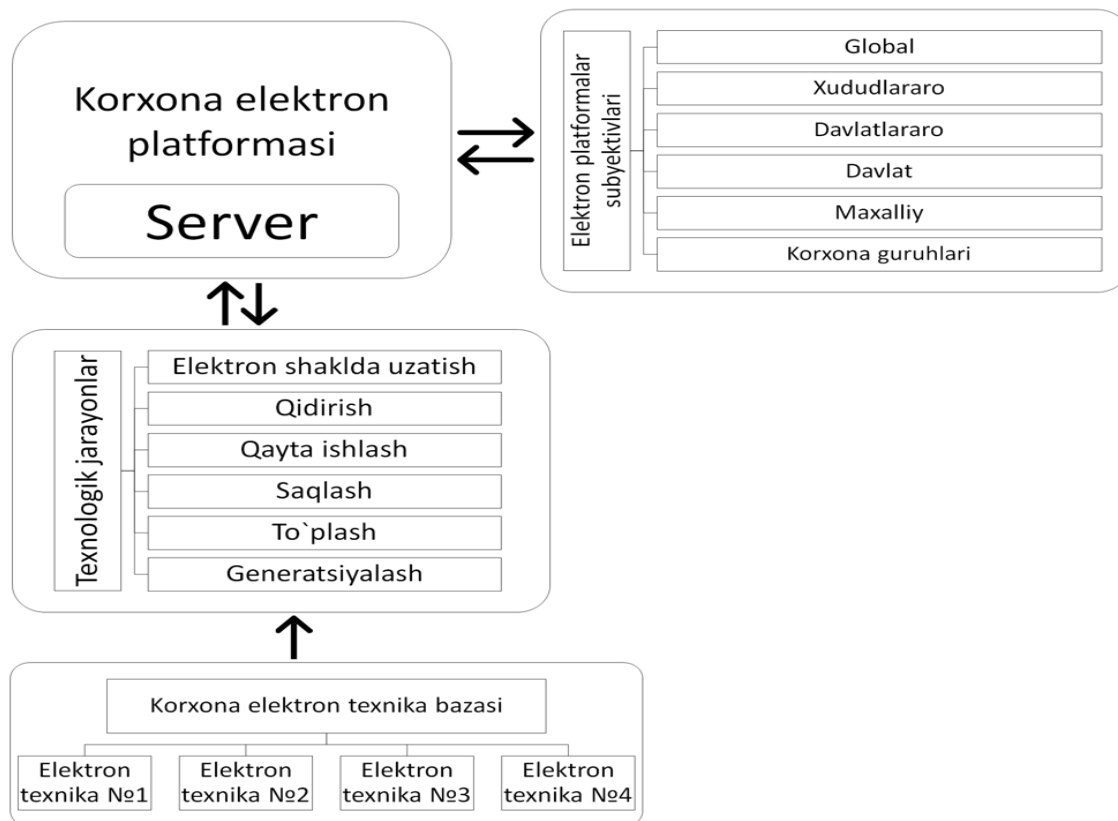 Korxona elektron
platformasi
Server
Elektron platformalar
subyektivlari
Global
Xududlararo
Davlatlararo
Davlat
Maxalliy
Korxona guruhlari
Texnologik jarayonlar
Elektron shaklda uzatish
Qidirish
Qayta ishlash
Saqlash
To`plash
Generatsiyalash
Korxona elektron texnika bazasi
Elektron
texnika №1
Elektron
texnika №2
Elektron
texnika №3
Elektron
texnika №4